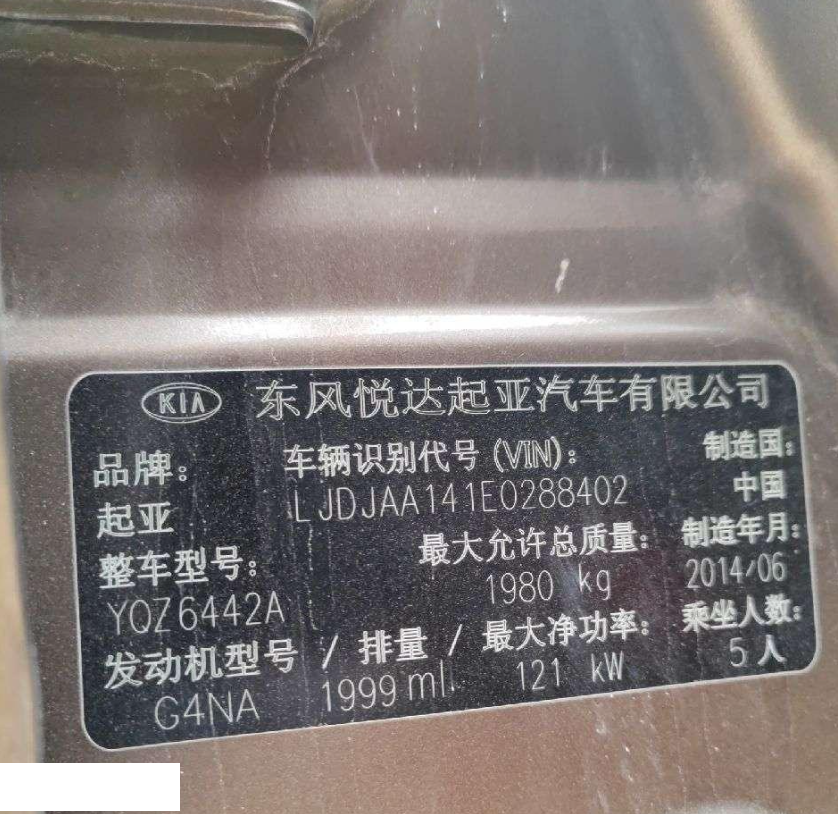 KIA 东风悦达起亚汽车有限公司
品牌: 车辆识别代号 (VIN): 制造国:
起亚 LJDJAA141E0288402 中国
整车型号: 最大允许总质量: 制造年月:
YQZ6442A 1980 kg 2014/06
发动机型号 / 排量 / 最大净功率: 乘坐人数:
G4NA 1999 ml 121 kW 5 人